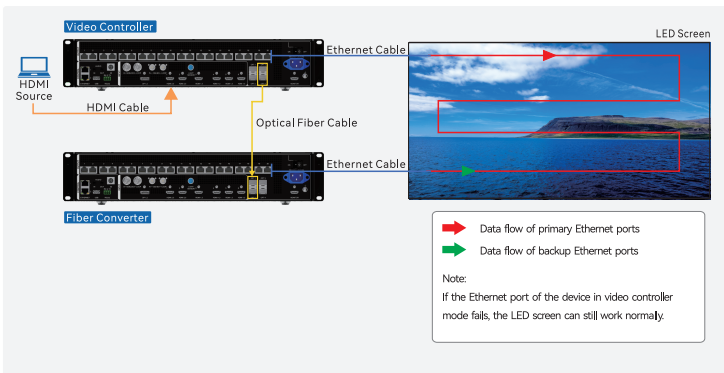 Video Controller
LED Screen
Ethernet Cable
HDMI
Source
HDMI Cable
Optical Fiber Cable
Ethernet Cable
Fiber Converter
Data flow of primary Ethernet ports
Data flow of backup Ethernet ports
Note:
If the Ethernet port of the device in video controller
mode fails, the LED screen can still work normally.